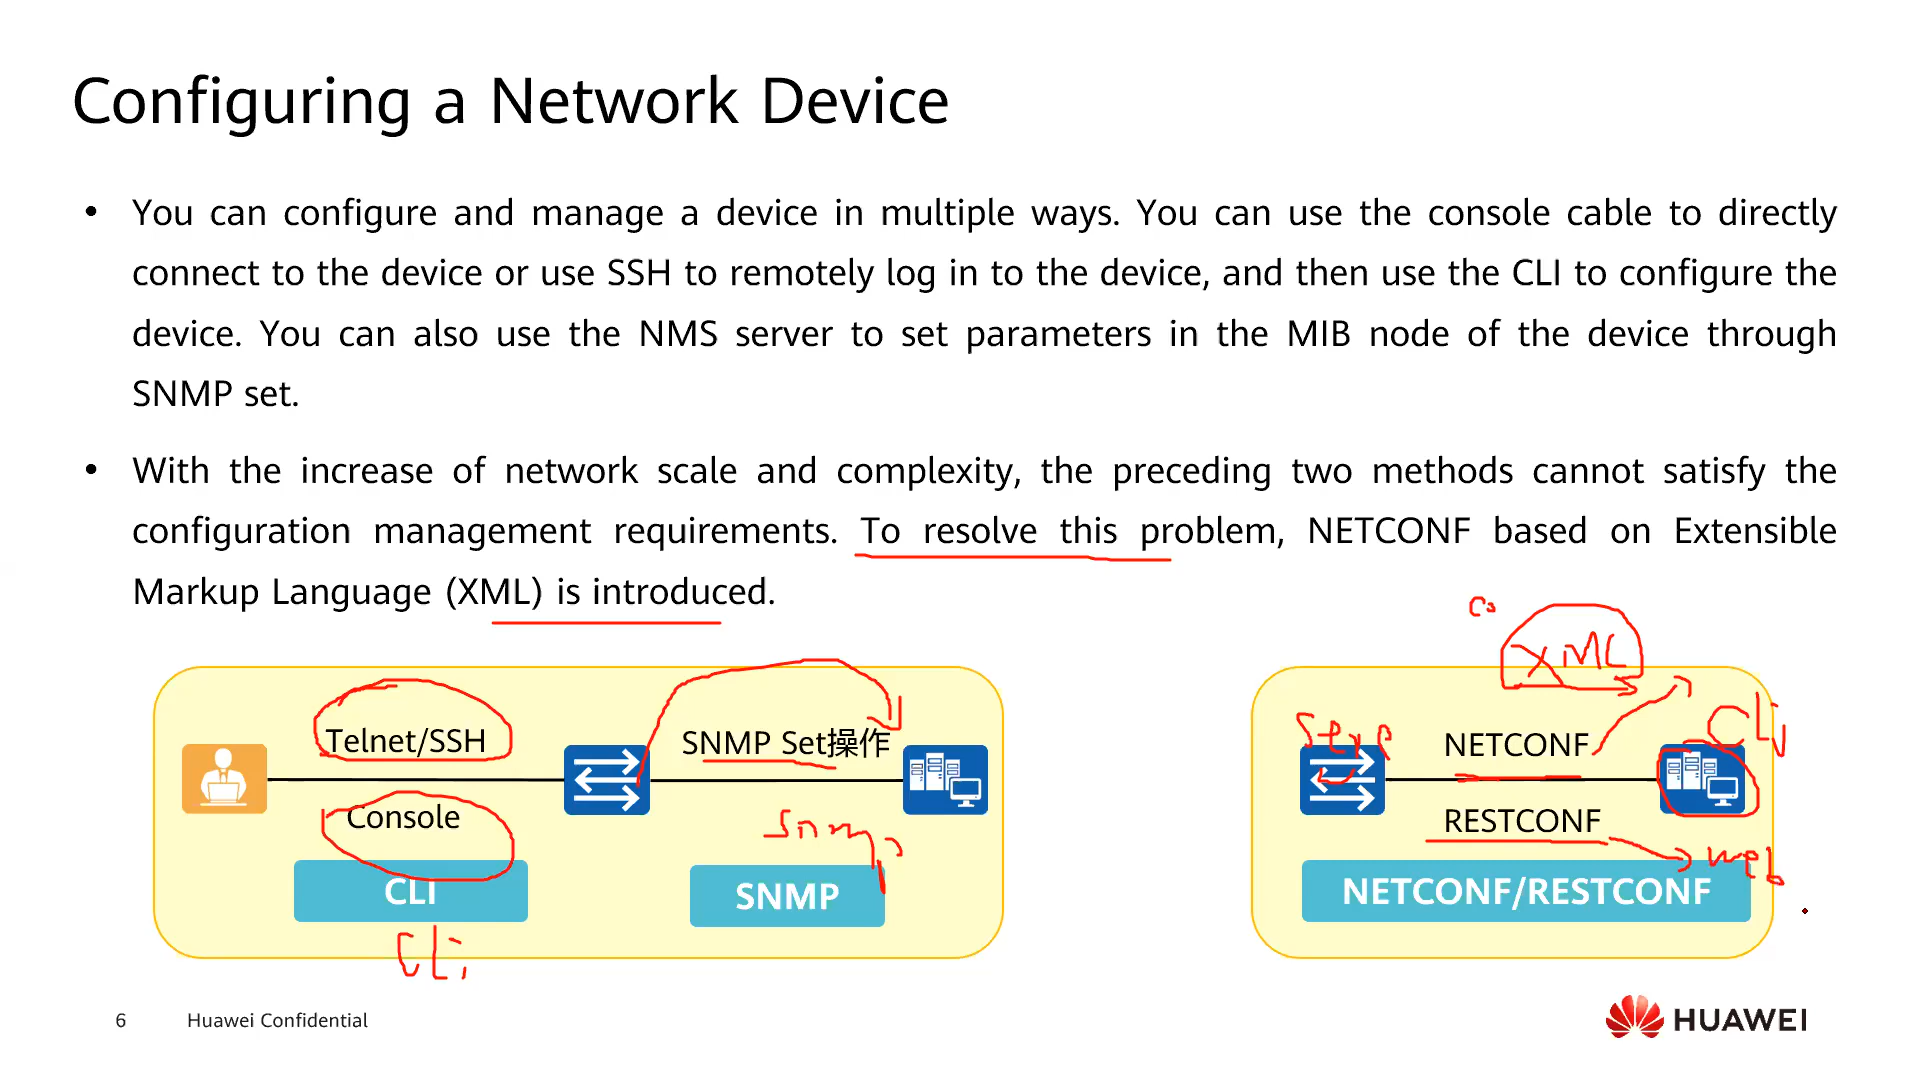 Configuring a Network Device
• You can configure and manage a device in multiple ways. You can use the console cable to directly
connect to the device or use SSH to remotely log in to the device, and then use the CLI to configure the
device. You can also use the NMS server to set parameters in the MIB node of the device through
SNMP set.
• With the increase of network scale and complexity, the preceding two methods cannot satisfy the
configuration management requirements. To resolve this problem, NETCONF based on Extensible
Markup Language (XML) is introduced.
Telnet/SSH
Console
CLI
Cli
SNMP Set操作
Snmp
SNMP
XML
Cli
NETCONF
RESTCONF
web
NETCONF/RESTCONF
6
Huawei Confidential
HUAWEI